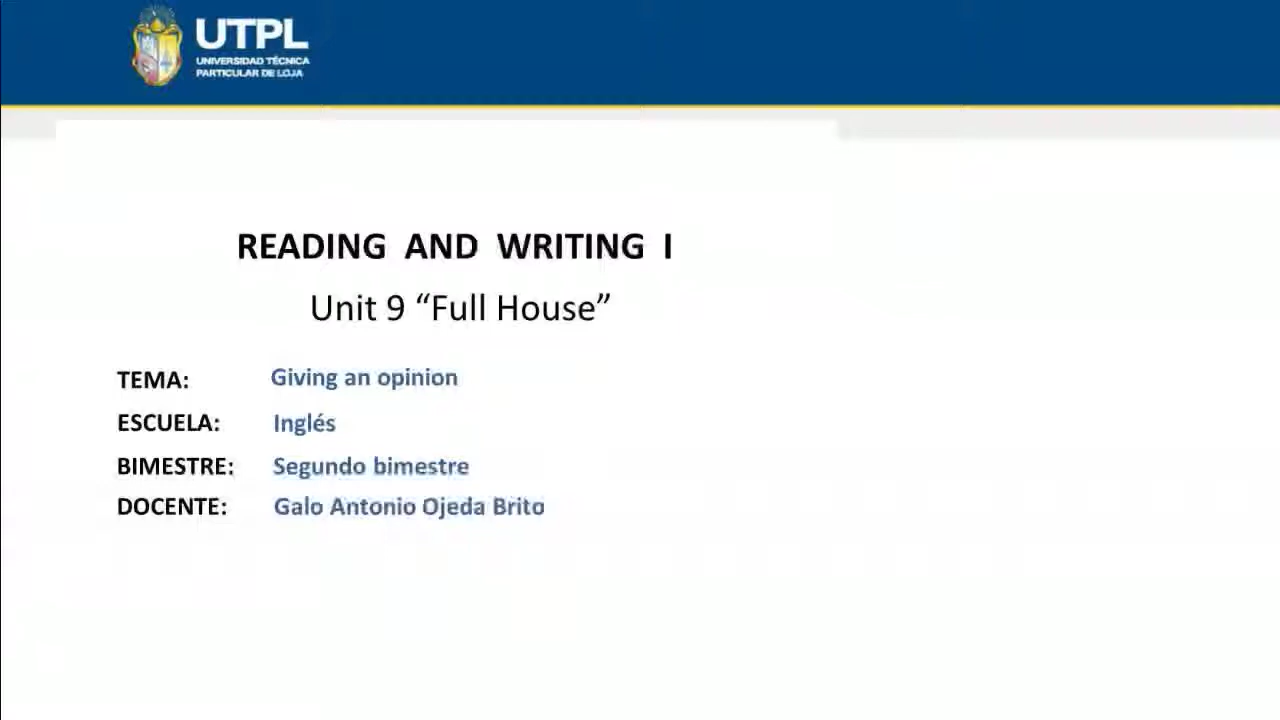 UTPL
UNIVERSIDAD TÉCNICA
PARTICULAR DE LOJA
READING AND WRITING I
Unit 9 “Full House”
TEMA: Giving an opinion
ESCUELA: Inglés
BIMESTRE: Segundo bimestre
DOCENTE: Galo Antonio Ojeda Brito